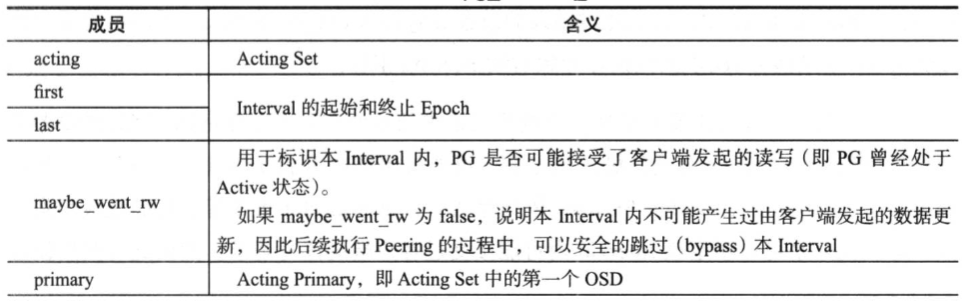 成员 含义
acting Acting Set
first
Interval 的起始和终止 Epoch
last
用于标识本 Interval 内，PG 是否可能接受了客户端发起的读写（即 PG 曾经处于
Active 状态）。
maybe_went_rw
如果 maybe_went_rw 为 false，说明本 Interval 内不可能产生过由客户端发起的数据更
新，因此后续执行 Peering 的过程中，可以安全的跳过（bypass）本 Interval
primary Acting Primary，即 Acting Set 中的第一个 OSD